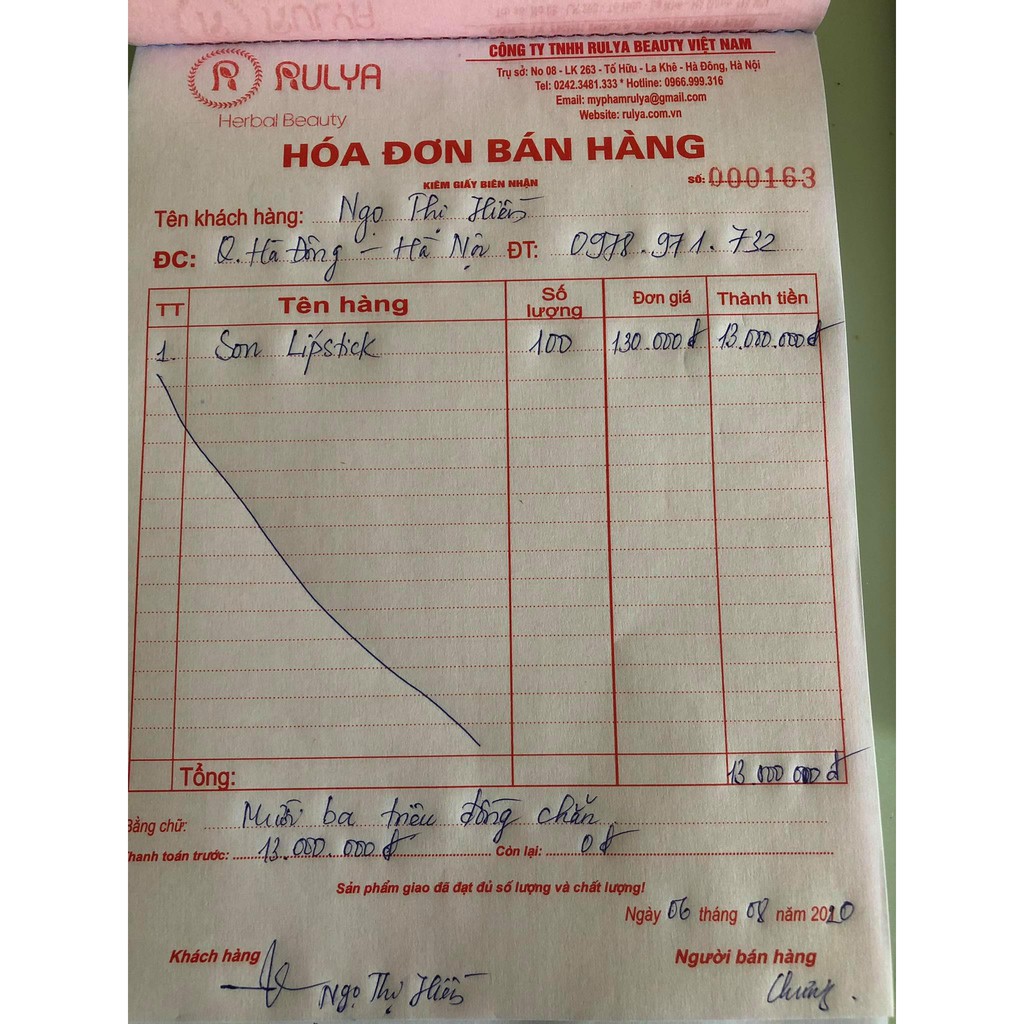 RULYA
Herbal Beauty
CÔNG TY TNHH RULYA BEAUTY VIỆT NAM
Trụ sở: No 08 - LK 263 - Tố Hữu - La Khê - Hà Đông, Hà Nội
Tel: 0242.3481.333 * Hotline: 0966.999.316
Email: myphamrulya@gmail.com
Website: rulya.com.vn
HÓA ĐƠN BÁN HÀNG
KIÊM GIẤY BIÊN NHẬN
SỐ: 000163
Tên khách hàng: Ngọ Thị Hiền
ĐC: Q. Hà Đông - Hà Nội ĐT: 0978.971.732
TT Tên hàng Số lượng Đơn giá Thành tiền
1. Son Lipstick 100 130.000đ 13.000.000đ
Tổng: 13.000.000đ
Bằng chữ: Mười ba triệu đồng chẵn
Thanh toán trước: 13.000.000đ Còn lại: 0đ
Sản phẩm giao đã đạt đủ số lượng và chất lượng!
Ngày 06 tháng 08 năm 2020
Khách hàng Người bán hàng
Ngọ Thị Hiền Chung